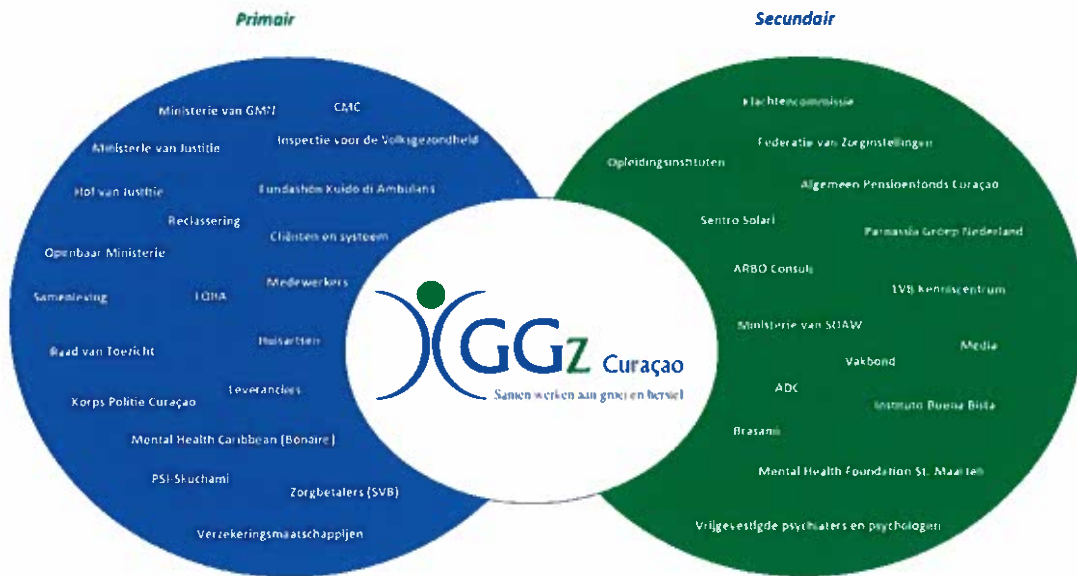 Primair
Secundair
Ministerie van GMN
CMC
Inspectie voor de Volksgezondheid
Ministerie van Justitie
Hof van Justitie
Fundashon Kuido di Ambulans
Reclassering
Cliënten en systeem
Openbaar Ministerie
Medewerkers
Samenleving
Huisartsen
Raad van Toezicht
Leveranciers
Korps Politie Curaçao
Mental Health Caribbean (Bonaire)
PSI-Skuchami
Zorgbetalers (SVB)
Verzekeringsmaatschappijen
GGz Curaçao
Samen werken aan groei en herstel
Klachtencommissie
Federatie van Zorginstellingen
Opleidingsinstituten
Algemeen Pensioenfonds Curaçao
Sentro Solari
Parnassia Groep Nederland
ARBO Consult
LVB Kenniscentrum
Ministerie van SOAW
Media
Vakbond
ADC
Instituto Buena Bista
Brasami
Mental Health Foundation St. Maarten
Vrijgevestigde psychiaters en psychologen